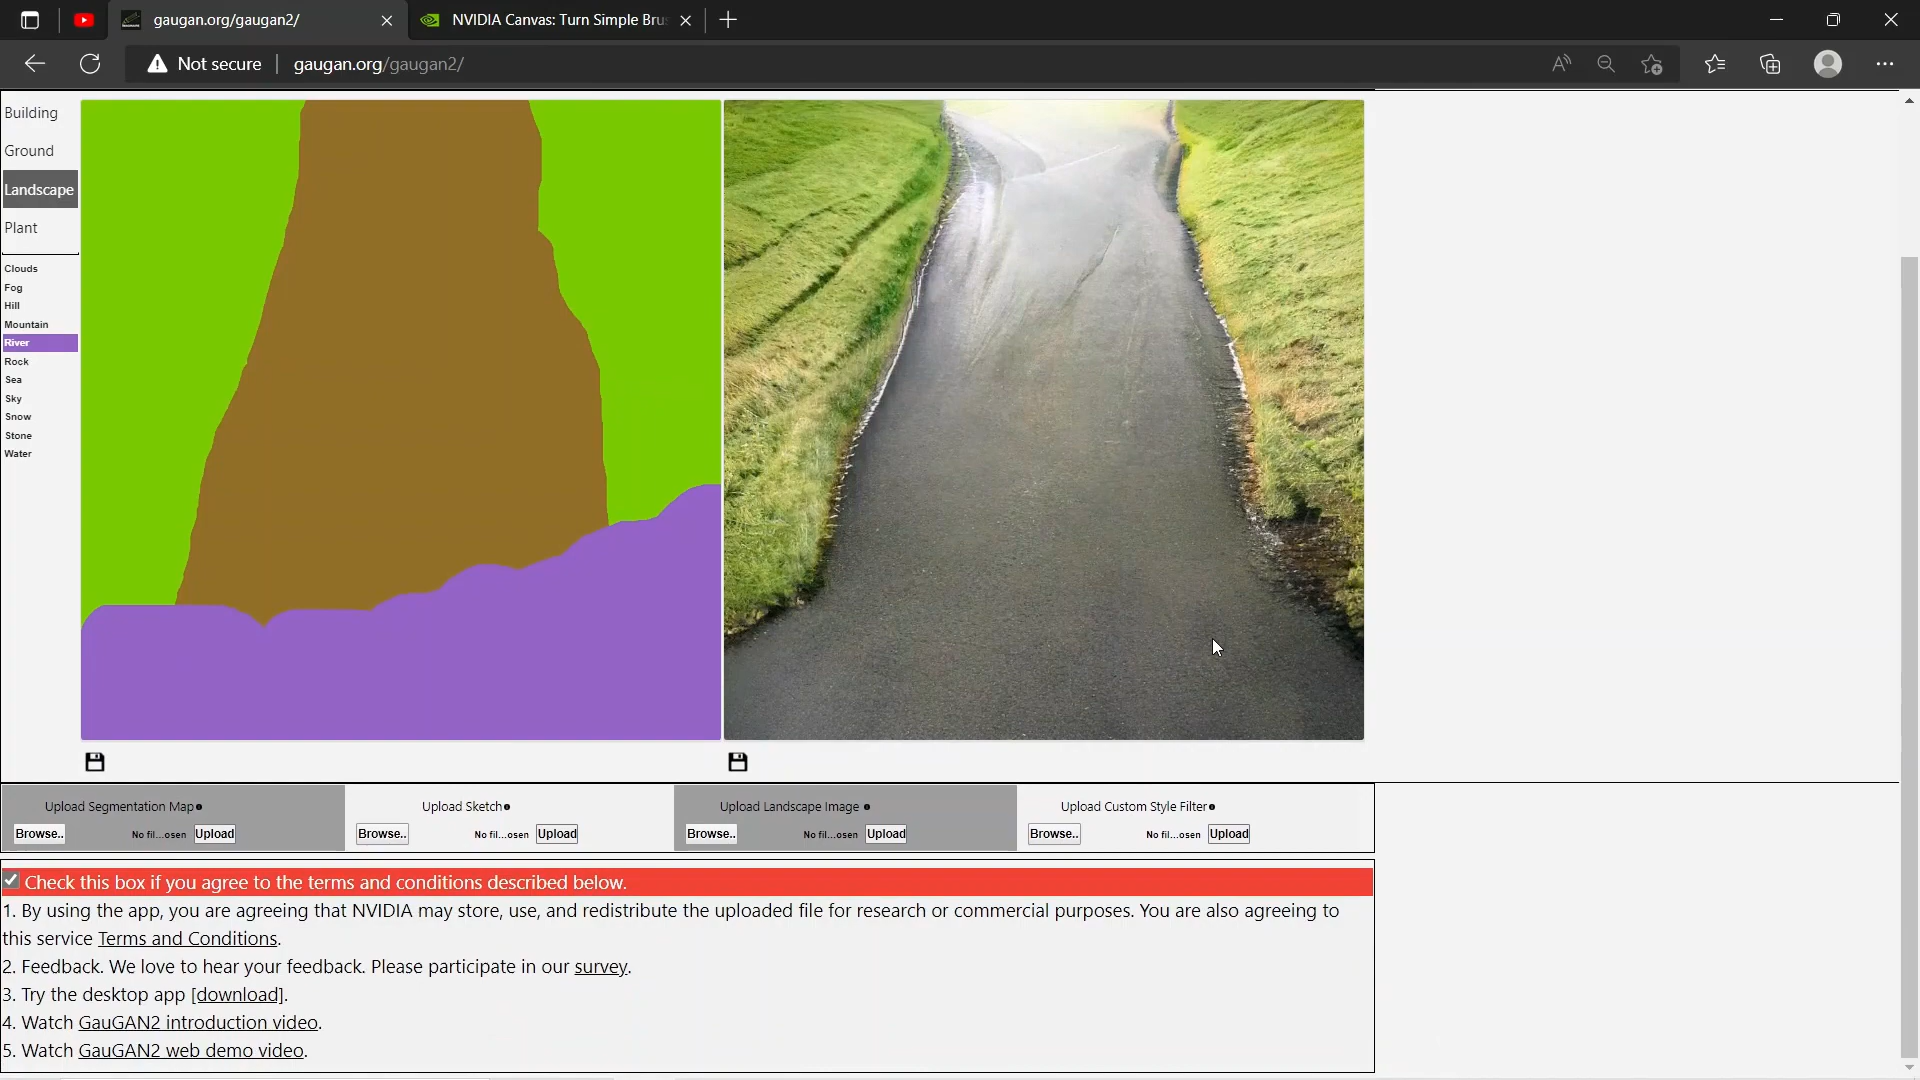 gaugan.org/gaugan2/
NVIDIA Canvas: Turn Simple Bru
Not secure
gaugan.org/gaugan2/
Building
Ground
Landscape
Plant
Clouds
Fog
Hill
Mountain
River
Rock
Sea
Sky
Snow
Stone
Water
Upload Segmentation Map
Browse.. No fil...osen Upload
Upload Sketch
Browse.. No fil...osen Upload
Upload Landscape Image
Browse.. No fil...osen Upload
Upload Custom Style Filter
Browse.. No fil...osen Upload
Check this box if you agree to the terms and conditions described below.
1. By using the app, you are agreeing that NVIDIA may store, use, and redistribute the uploaded file for research or commercial purposes. You are also agreeing to
this service Terms and Conditions.
2. Feedback. We love to hear your feedback. Please participate in our survey.
3. Try the desktop app [download].
4. Watch GauGAN2 introduction video.
5. Watch GauGAN2 web demo video.